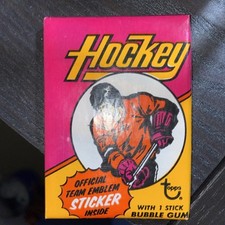 Hockey
OFFICIAL
TEAM EMBLEM
STICKER
INSIDE
topps
WITH 1 STICK
BUBBLE GUM